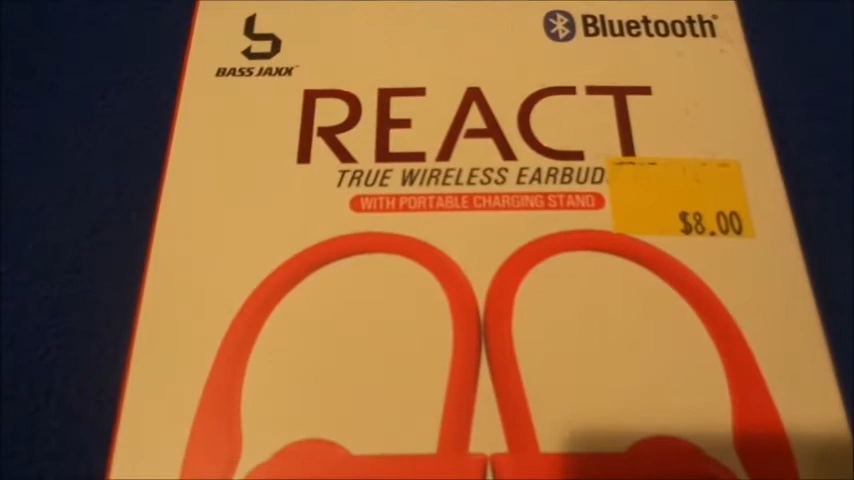 BASS JAXX
Bluetooth®
REACT
TRUE WIRELESS EARBUD
WITH PORTABLE CHARGING STAND
$8.00